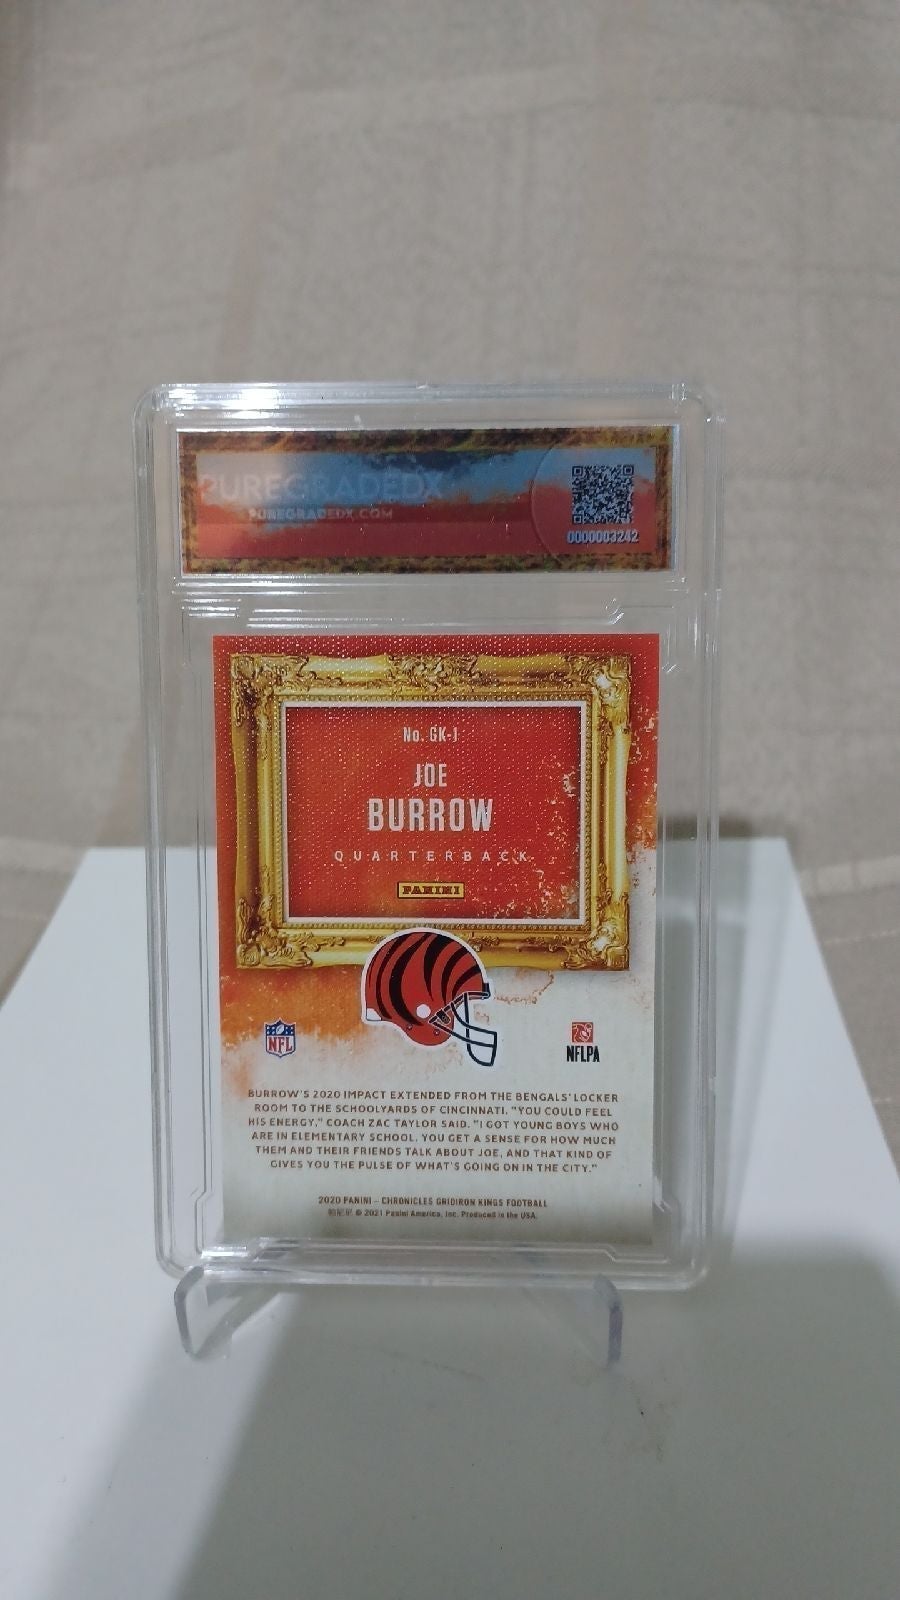 PUREGRADEDX
PUREGRADEDX.COM
0000003242
No. GK-1
JOE
BURROW
QUARTERBACK
PANINI
NFL
NFLPA
BURROW'S 2020 IMPACT EXTENDED FROM THE BENGALS' LOCKER
ROOM TO THE SCHOOLYARDS OF CINCINNATI. "YOU COULD FEEL
HIS ENERGY," COACH ZAC TAYLOR SAID. "I GOT YOUNG BOYS WHO
ARE IN ELEMENTARY SCHOOL. YOU GET A SENSE FOR HOW MUCH
THEM AND THEIR FRIENDS TALK ABOUT JOE, AND THAT KIND OF
GIVES YOU THE PULSE OF WHAT'S GOING ON IN THE CITY."
2020 PANINI – CHRONICLES GRIDIRON KINGS FOOTBALL
© 2021 Panini America, Inc. Produced in the USA.